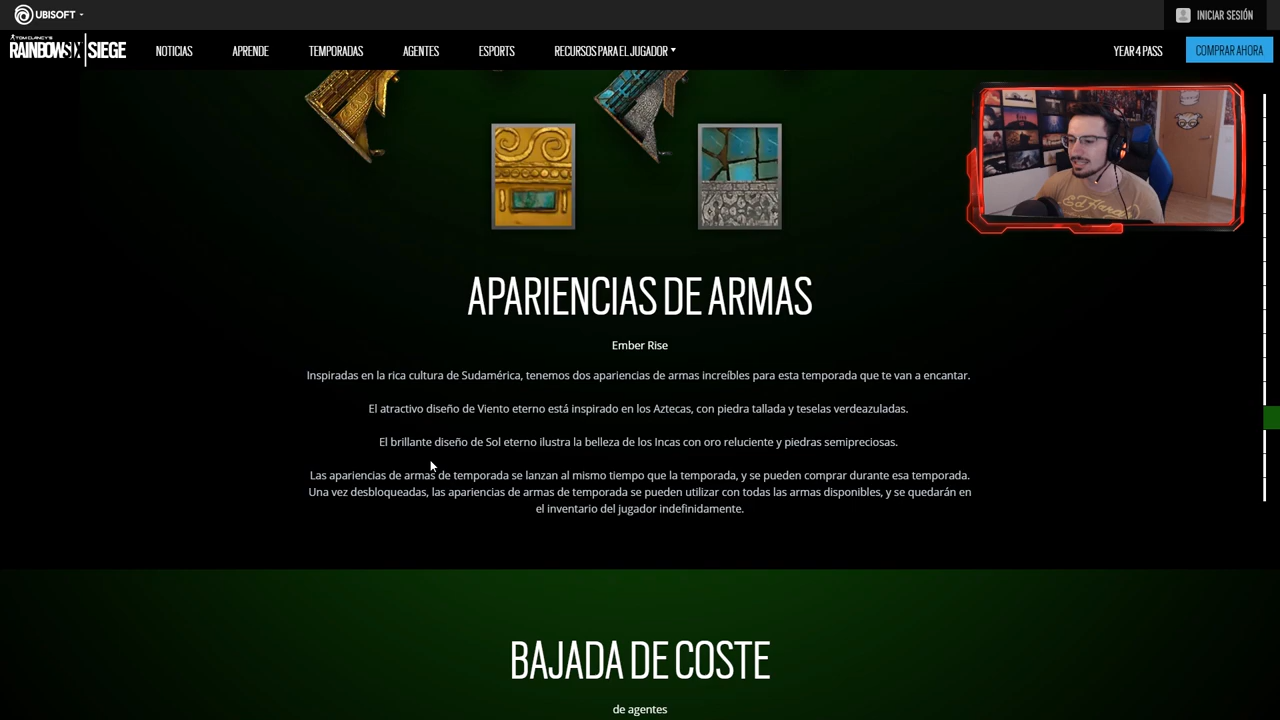 UBISOFT
INICIAR SESIÓN
TOM CLANCY'S
RAINBOWSIX | SIEGE
NOTICIAS
APRENDE
TEMPORADAS
AGENTES
ESPORTS
RECURSOS PARA EL JUGADOR
YEAR 4 PASS
COMPRAR AHORA
APARIENCIAS DE ARMAS
Ember Rise
Inspiradas en la rica cultura de Sudamérica, tenemos dos apariencias de armas increíbles para esta temporada que te van a encantar.
El atractivo diseño de Viento eterno está inspirado en los Aztecas, con piedra tallada y teselas verdeazuladas.
El brillante diseño de Sol eterno ilustra la belleza de los Incas con oro reluciente y piedras semipreciosas.
Las apariencias de armas de temporada se lanzan al mismo tiempo que la temporada, y se pueden comprar durante esa temporada.
Una vez desbloqueadas, las apariencias de armas de temporada se pueden utilizar con todas las armas disponibles, y se quedarán en
el inventario del jugador indefinidamente.
BAJADA DE COSTE
de agentes